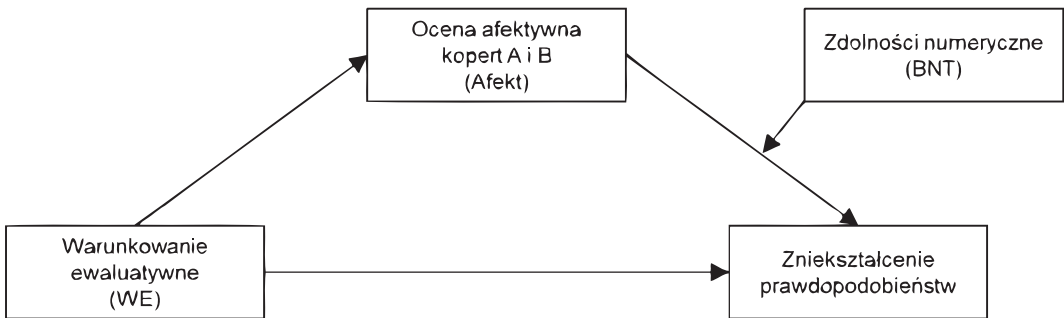 Ocena afektywna
kopert A i B
(Afekt)
Zdolności numeryczne
(BNT)
Warunkowanie
ewaluatywne
(WE)
Zniekształcenie
prawdopodobieństw